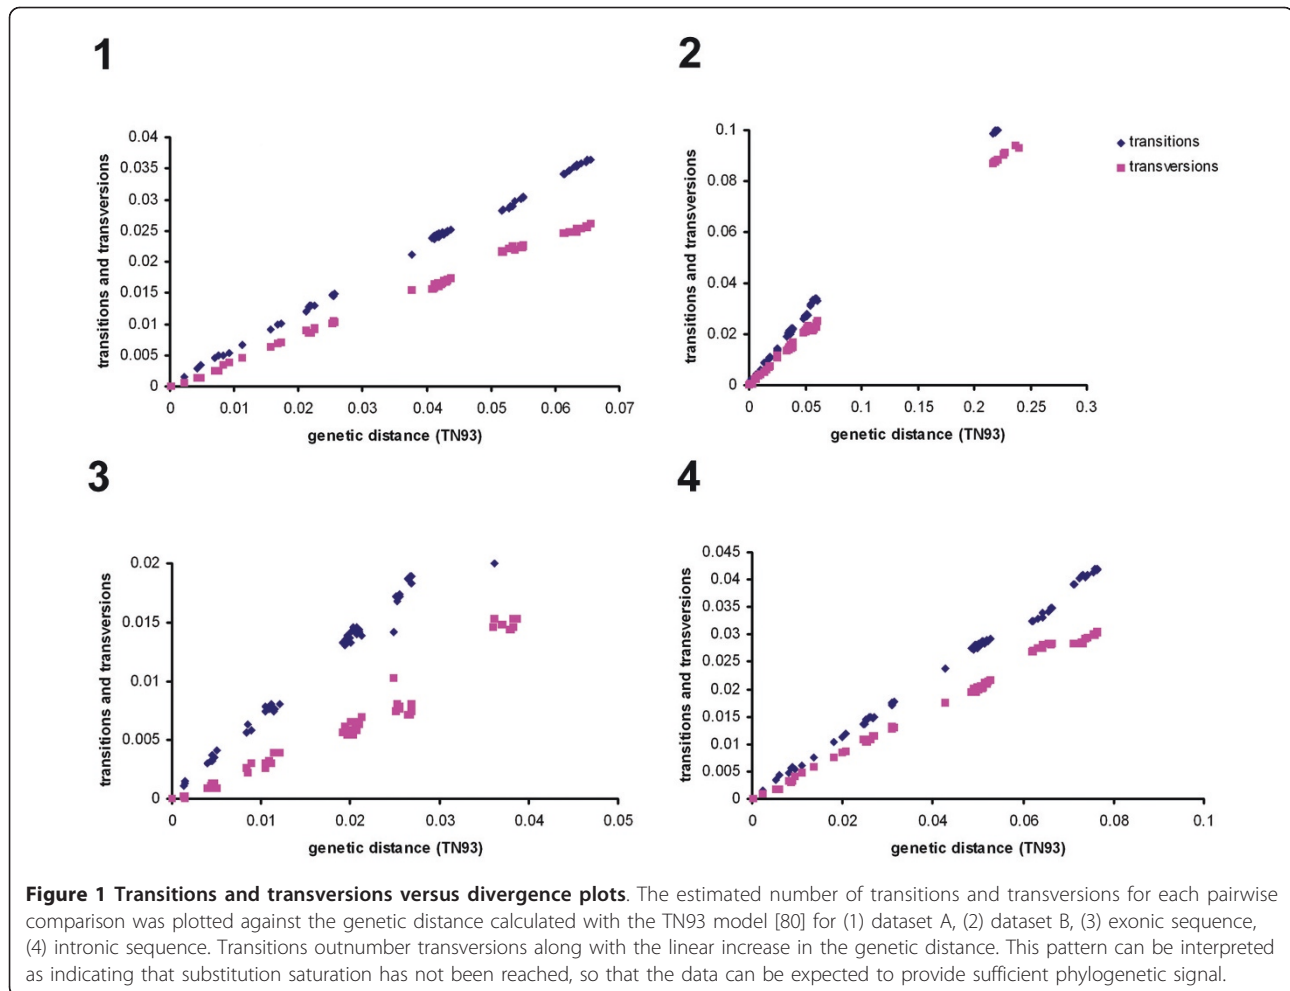 1
0.04
0.035
0.03
0.025
0.02
0.015
0.01
0.005
0
transitions and transversions
0 0.01 0.02 0.03 0.04 0.05 0.06 0.07
genetic distance (TN93)
2
0.1
0.08
0.06
0.04
0.02
0
transitions and transversions
0 0.05 0.1 0.15 0.2 0.25 0.3
genetic distance (TN93)
transitions
transversions
3
0.02
0.015
0.01
0.005
0
transitions and transversions
0 0.01 0.02 0.03 0.04 0.05
genetic distance (TN93)
4
0.045
0.04
0.035
0.03
0.025
0.02
0.015
0.01
0.005
0
transitions and transversions
0 0.02 0.04 0.06 0.08 0.1
genetic distance (TN93)
Figure 1 Transitions and transversions versus divergence plots. The estimated number of transitions and transversions for each pairwise
comparison was plotted against the genetic distance calculated with the TN93 model [80] for (1) dataset A, (2) dataset B, (3) exonic sequence,
(4) intronic sequence. Transitions outnumber transversions along with the linear increase in the genetic distance. This pattern can be interpreted
as indicating that substitution saturation has not been reached, so that the data can be expected to provide sufficient phylogenetic signal.